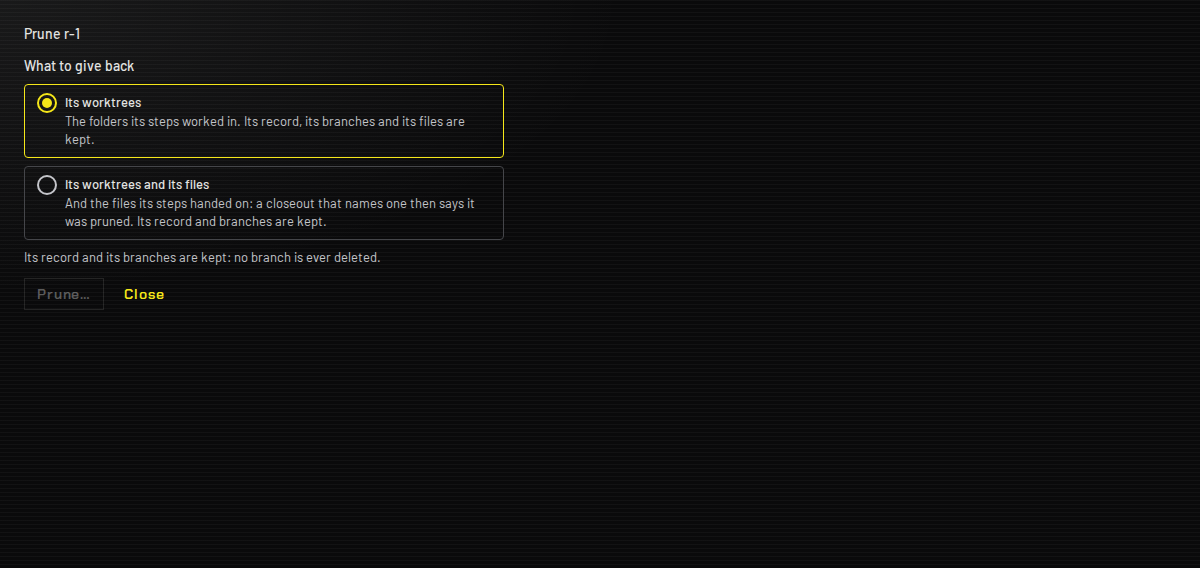 Prune r-1
What to give back
Its worktrees
The folders its steps worked in. Its record, its branches and its files are
kept.
Its worktrees and its files
And the files its steps handed on: a closeout that names one then says it
was pruned. Its record and branches are kept.
Its record and its branches are kept: no branch is ever deleted.
Prune… Close